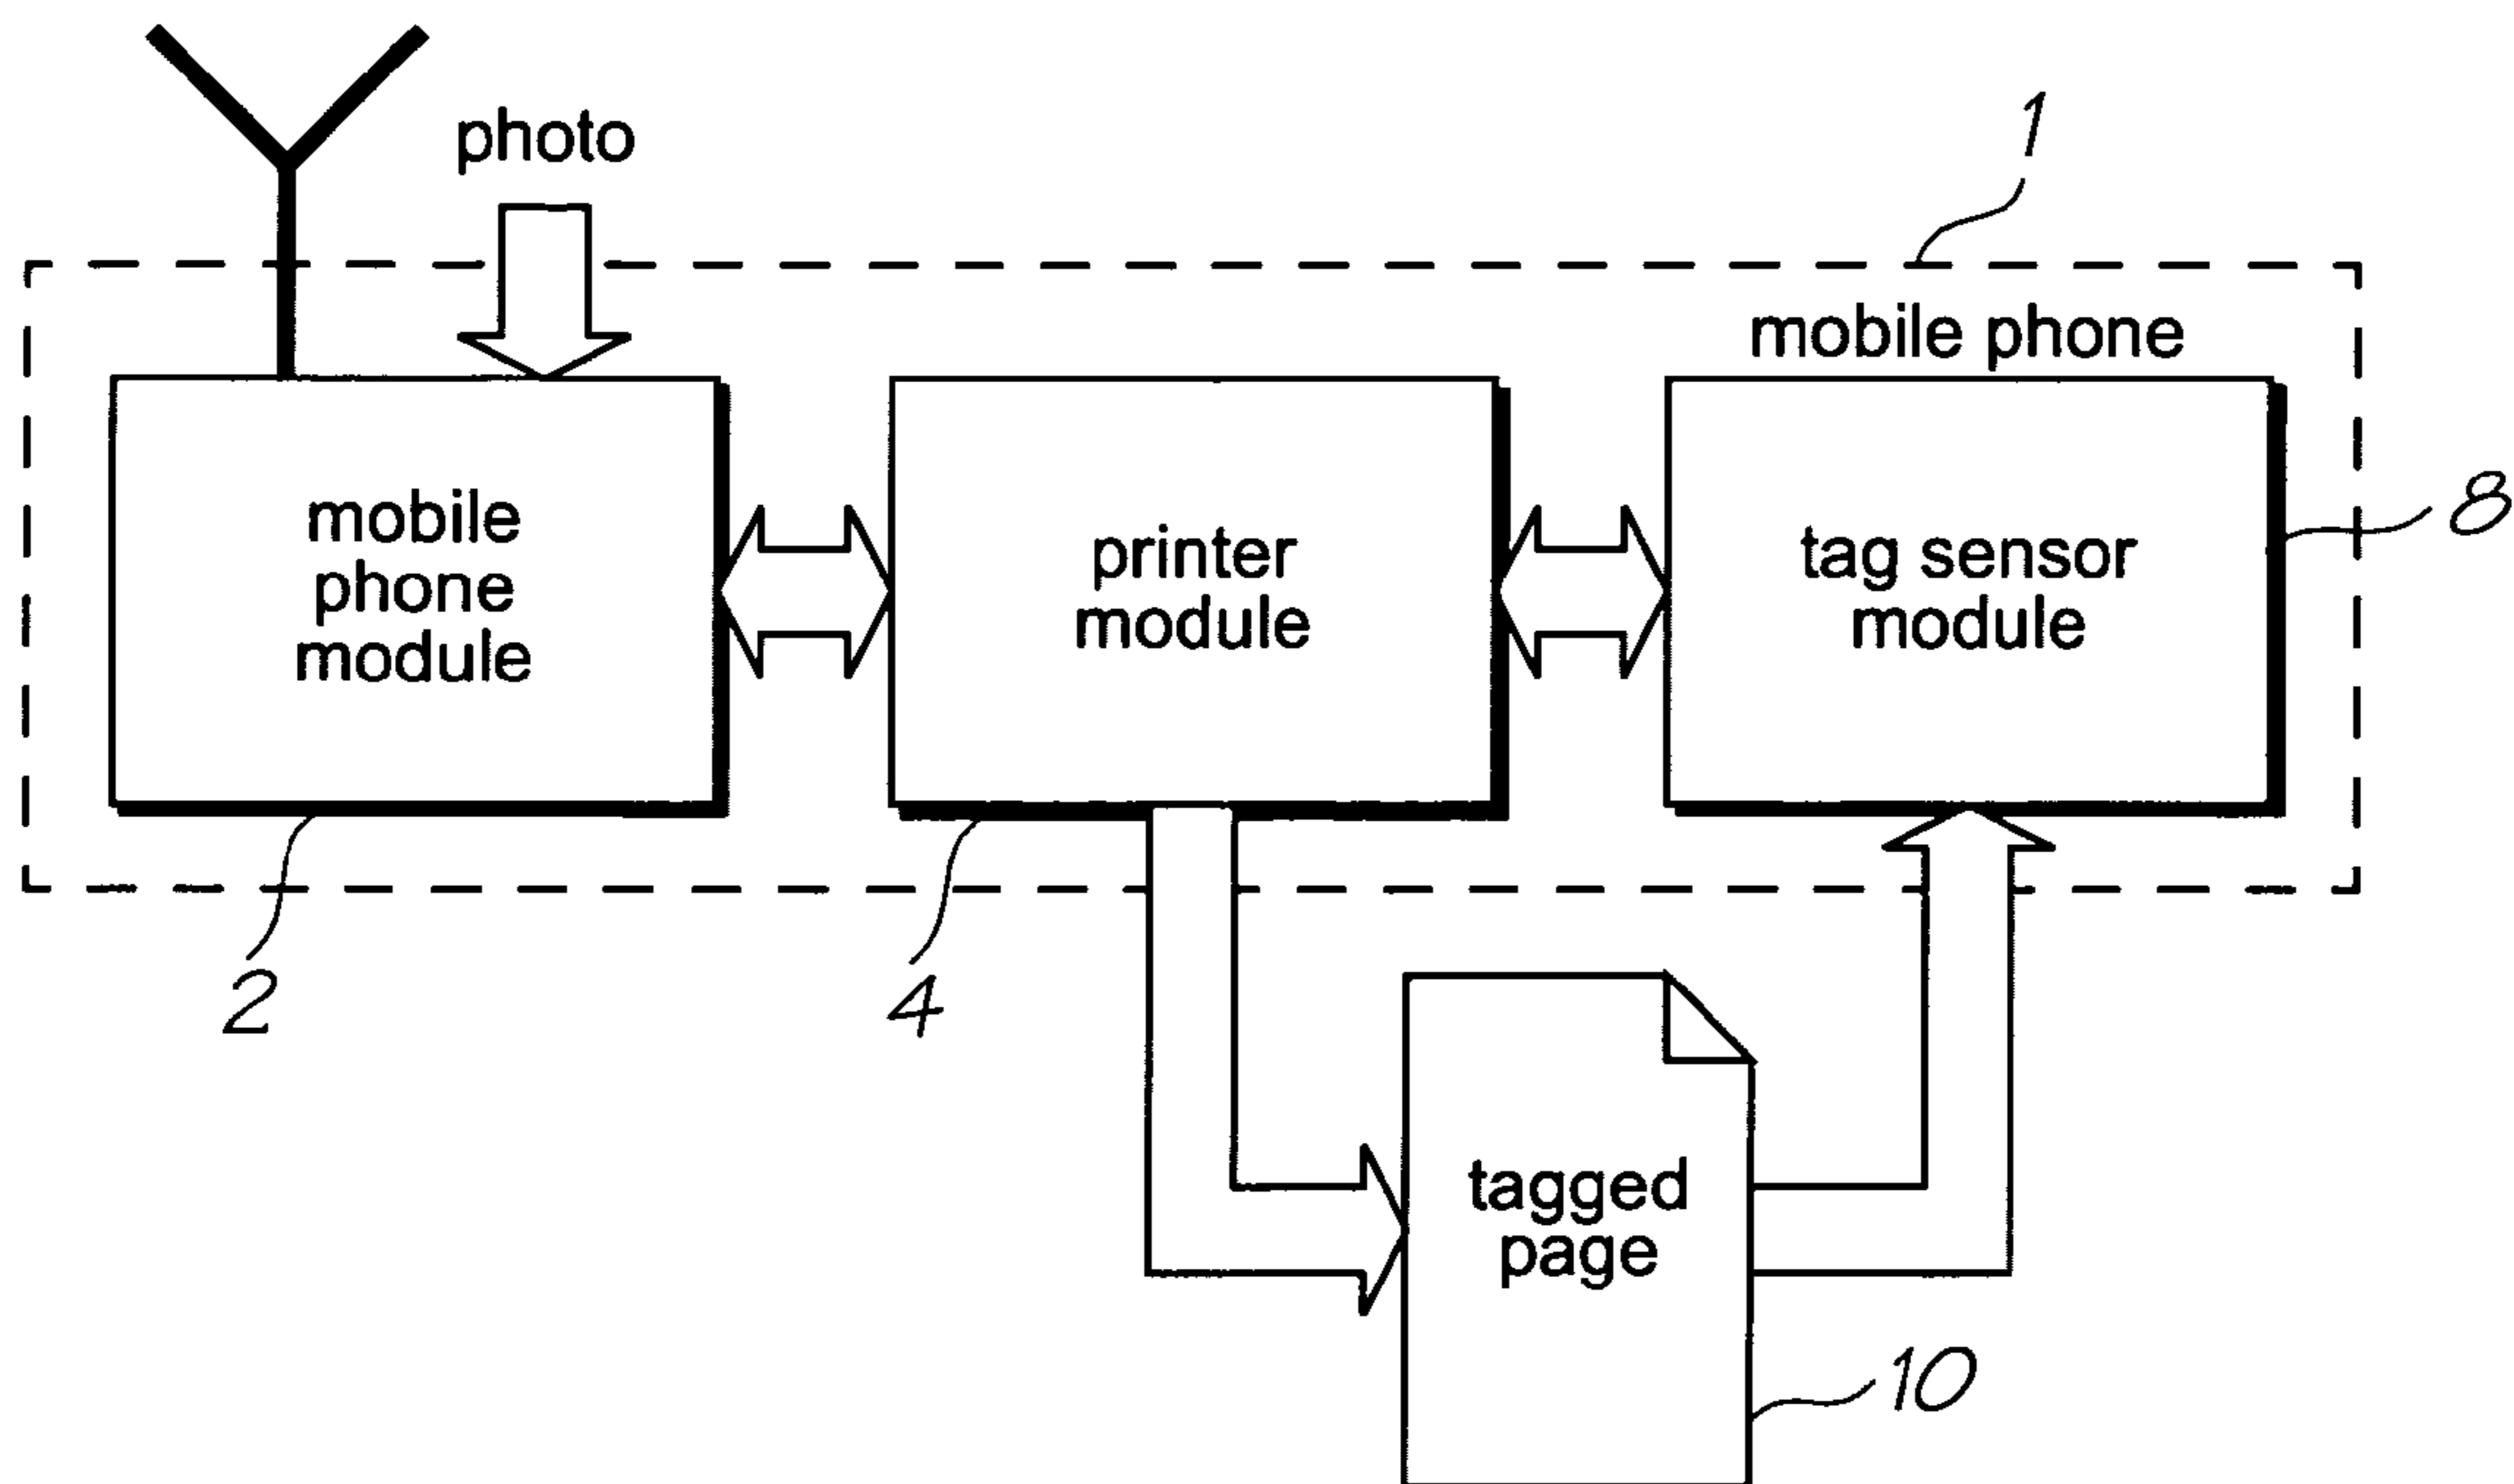 photo
1
mobile phone
mobile
phone
module
printer
module
tag sensor
module
8
2
4
tagged
page
10